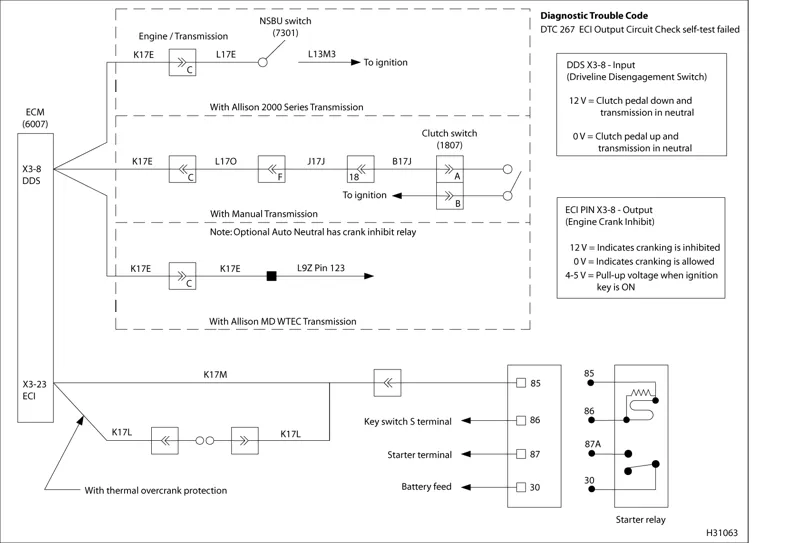 Diagnostic Trouble Code
DTC 267 ECI Output Circuit Check self-test failed
NSBU switch
(7301)
Engine / Transmission
K17E
L17E
L13M3
To ignition
C
With Allison 2000 Series Transmission
ECM
(6007)
X3-8
DDS
Clutch switch
(1807)
K17E
L17O
J17J
B17J
C
F
18
A
B
To ignition
With Manual Transmission
Note: Optional Auto Neutral has crank inhibit relay
K17E
K17E
L9Z Pin 123
C
With Allison MD WTEC Transmission
DDS X3-8 - Input
(Driveline Disengagement Switch)
12 V = Clutch pedal down and
transmission in neutral
0 V = Clutch pedal up and
transmission in neutral
ECI PIN X3-8 - Output
(Engine Crank Inhibit)
12 V = Indicates cranking is inhibited
0 V = Indicates cranking is allowed
4-5 V = Pull-up voltage when ignition
key is ON
X3-23
ECI
K17M
K17L
K17L
With thermal overcrank protection
85
Key switch S terminal
86
Starter terminal
87
Battery feed
30
85
86
87A
30
Starter relay
H31063